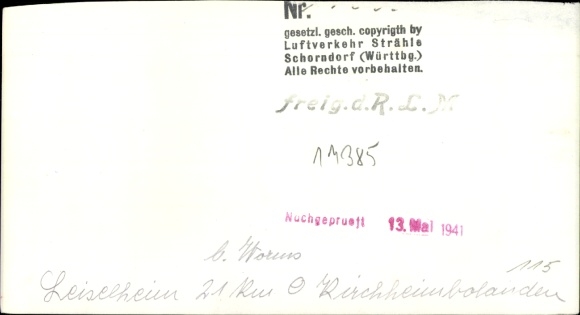 Nr.
gesetzl. gesch. copyrigth by
Luftverkehr Strähle
Schorndorf (Württbg.)
Alle Rechte vorbehalten.
freig. d. R. L. M
Nachgeprueft 13. Mai 1941
b. Worms
115
Leiselheim 21 km O Kirchheimbolanden